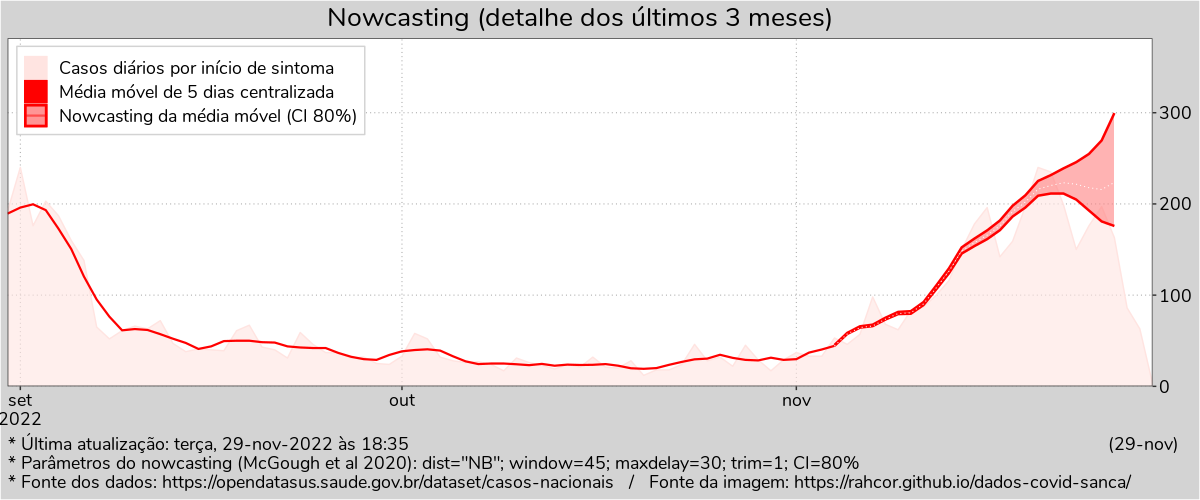 Nowcasting (detalhe dos últimos 3 meses)
Casos diários por início de sintoma
Média móvel de 5 dias centralizada
Nowcasting da média móvel (CI 80%)
300
200
100
0
set
out
nov
2022
* Última atualização: terça, 29-nov-2022 às 18:35
(29-nov)
* Parâmetros do nowcasting (McGough et al 2020): dist="NB"; window=45; maxdelay=30; trim=1; CI=80%
* Fonte dos dados: https://opendatasus.saude.gov.br/dataset/casos-nacionais / Fonte da imagem: https://rahcor.github.io/dados-covid-sanca/